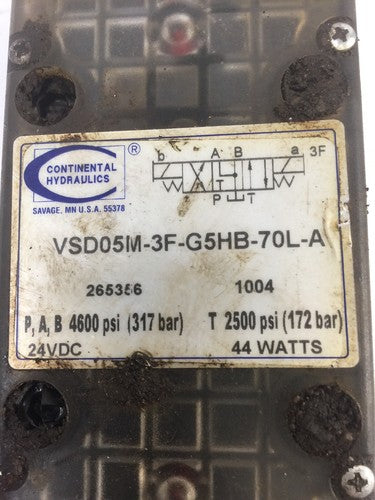 CONTINENTAL ®
HYDRAULICS
SAVAGE, MN U.S.A. 55378
b A B a 3F
T
P T
VSD05M-3F-G5HB-70L-A
265356 1004
P, A, B 4600 psi (317 bar) T 2500 psi (172 bar)
24VDC 44 WATTS